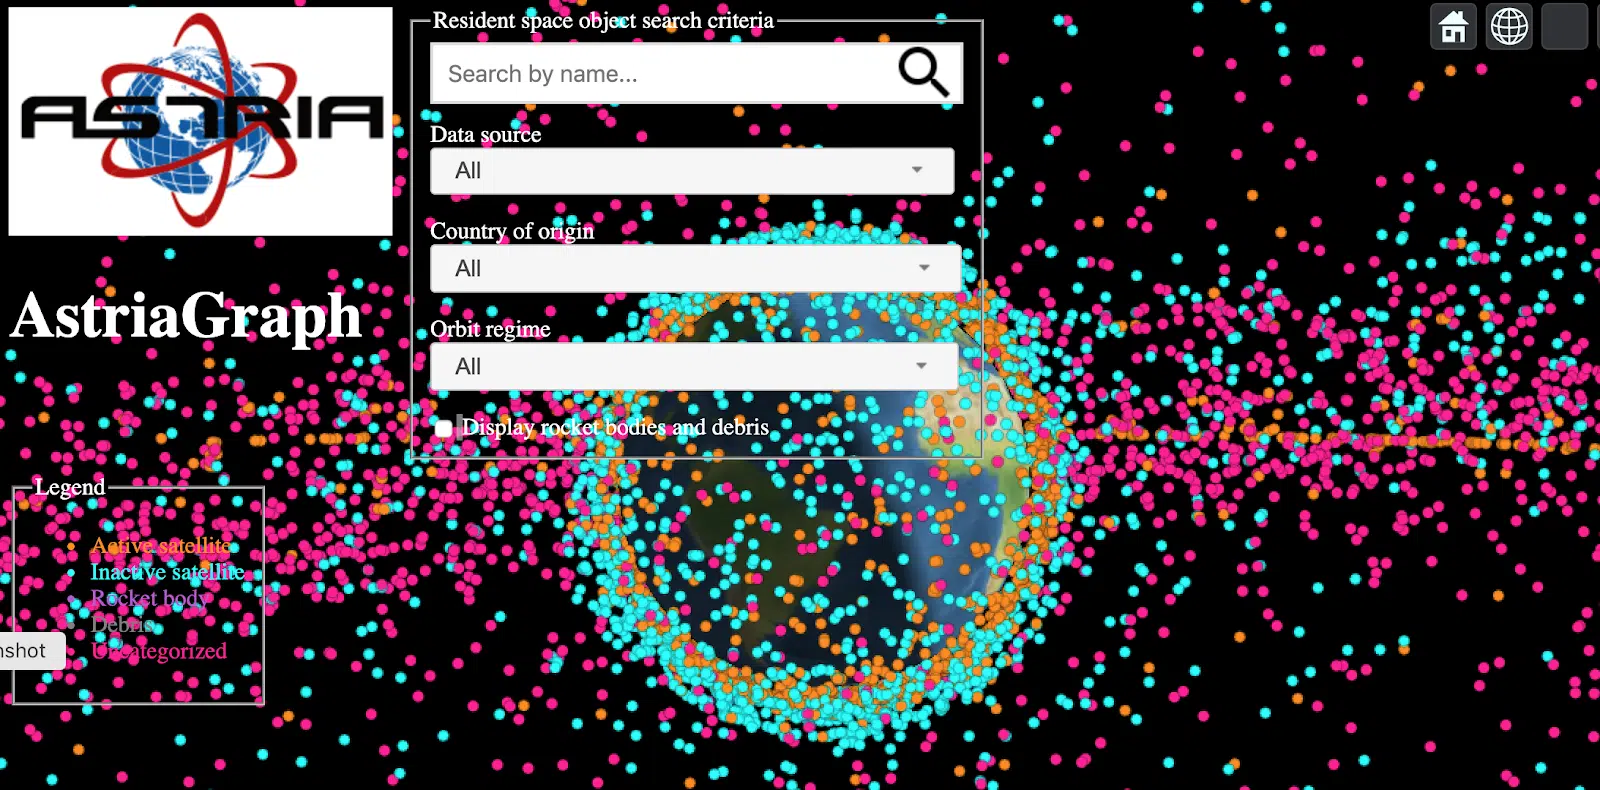 ASTRIA
AstriaGraph
Resident space object search criteria
Search by name...
Data source
All
Country of origin
All
Orbit regime
All
Display rocket bodies and debris
Legend
Active satellite
Inactive satellite
Rocket body
Debris
Uncategorized
nshot